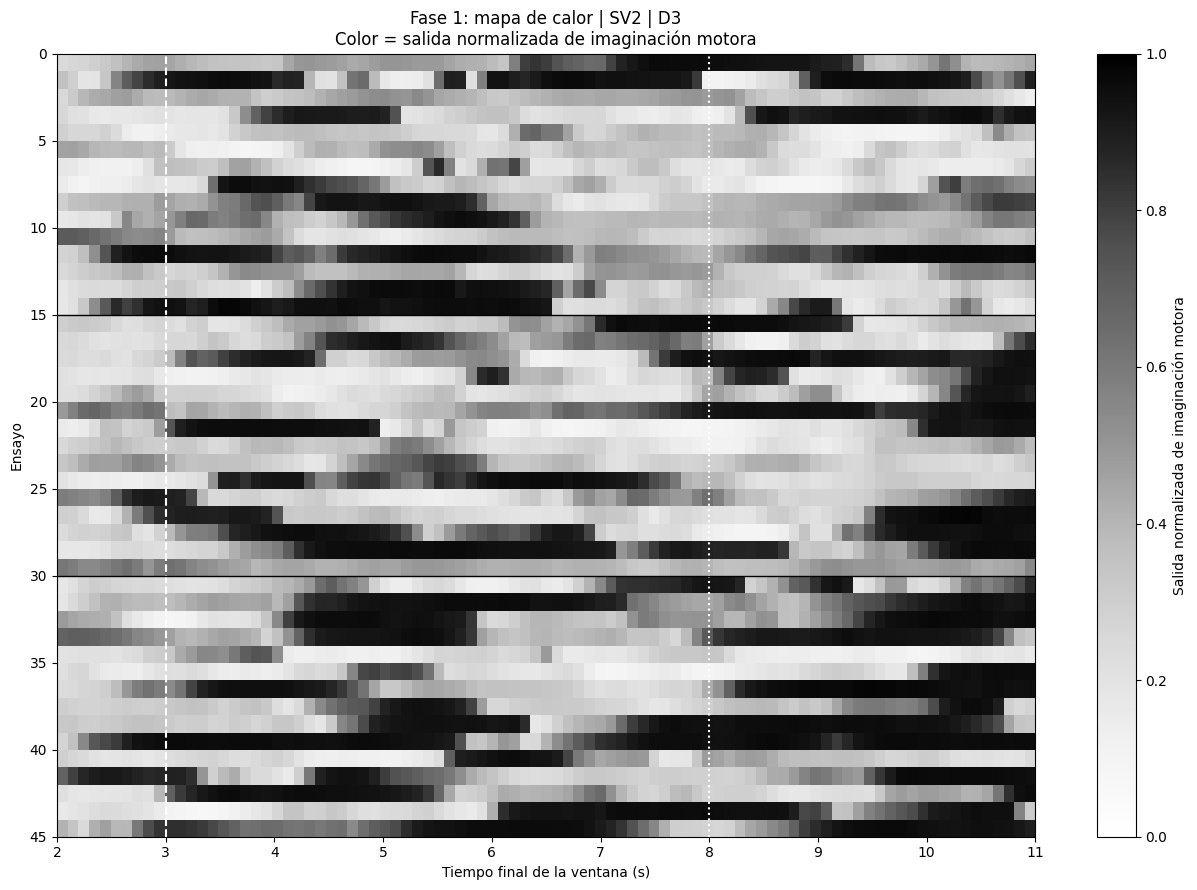 Fase 1: mapa de calor | SV2 | D3
Color = salida normalizada de imaginación motora
0
5
10
15
20
25
30
35
40
45
Ensayo
2 3 4 5 6 7 8 9 10 11
Tiempo final de la ventana (s)
1.0
0.8
0.6
0.4
0.2
0.0
Salida normalizada de imaginación motora